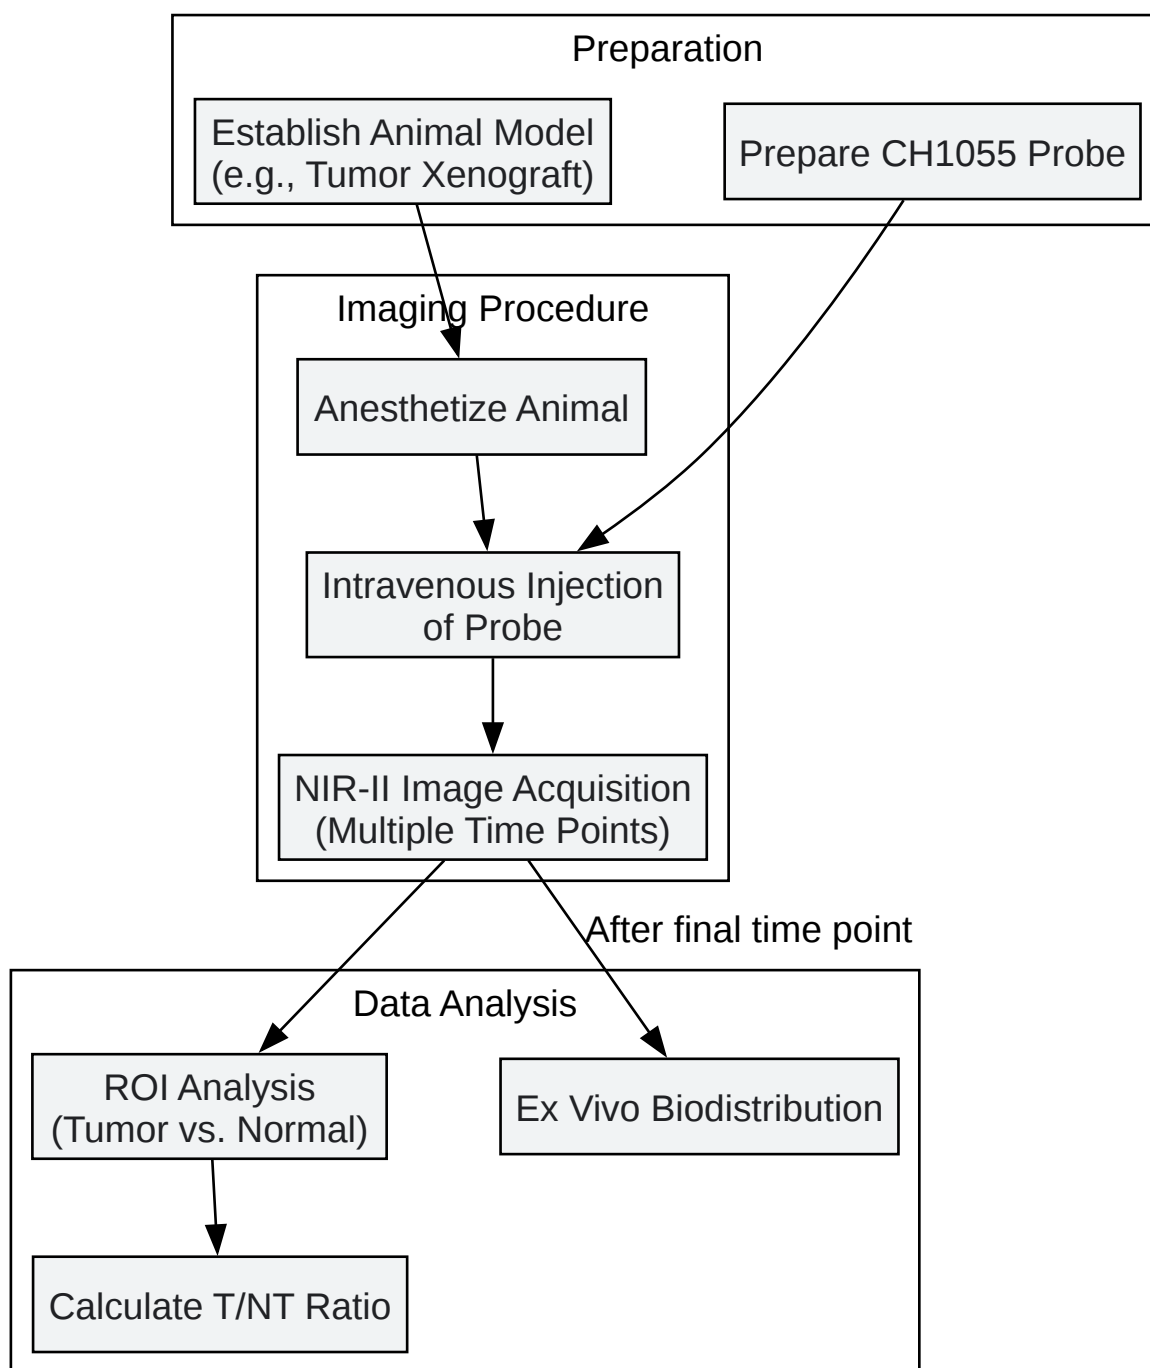 Preparation
Establish Animal Model
(e.g., Tumor Xenograft)
Prepare CH1055 Probe
Imaging Procedure
Anesthetize Animal
Intravenous Injection
of Probe
NIR-II Image Acquisition
(Multiple Time Points)
After final time point
Data Analysis
ROI Analysis
(Tumor vs. Normal)
Ex Vivo Biodistribution
Calculate T/NT Ratio